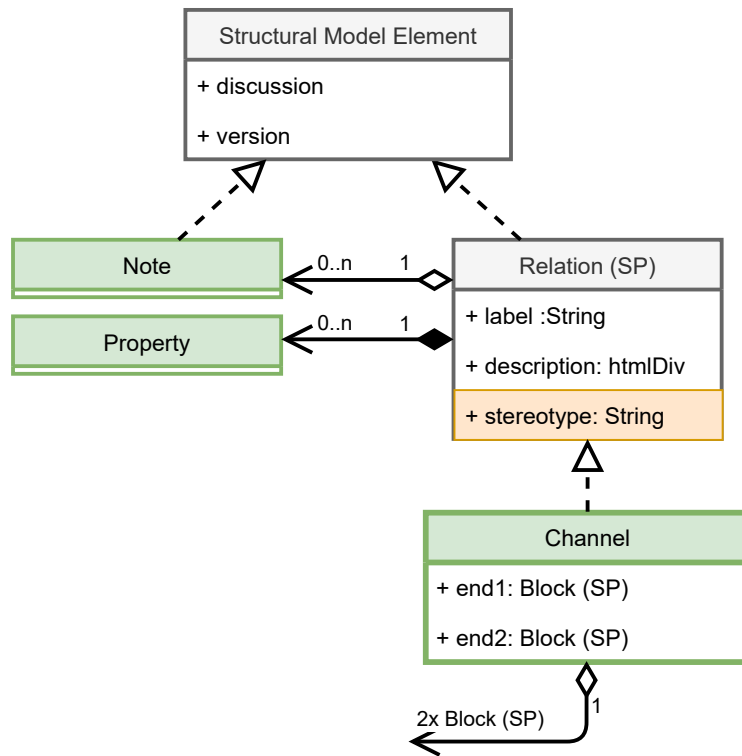 Structural Model Element
+ discussion
+ version
Note
0..n
1
Relation (SP)
Property
0..n
1
+ label :String
+ description: htmlDiv
+ stereotype: String
Channel
+ end1: Block (SP)
+ end2: Block (SP)
1
2x Block (SP)